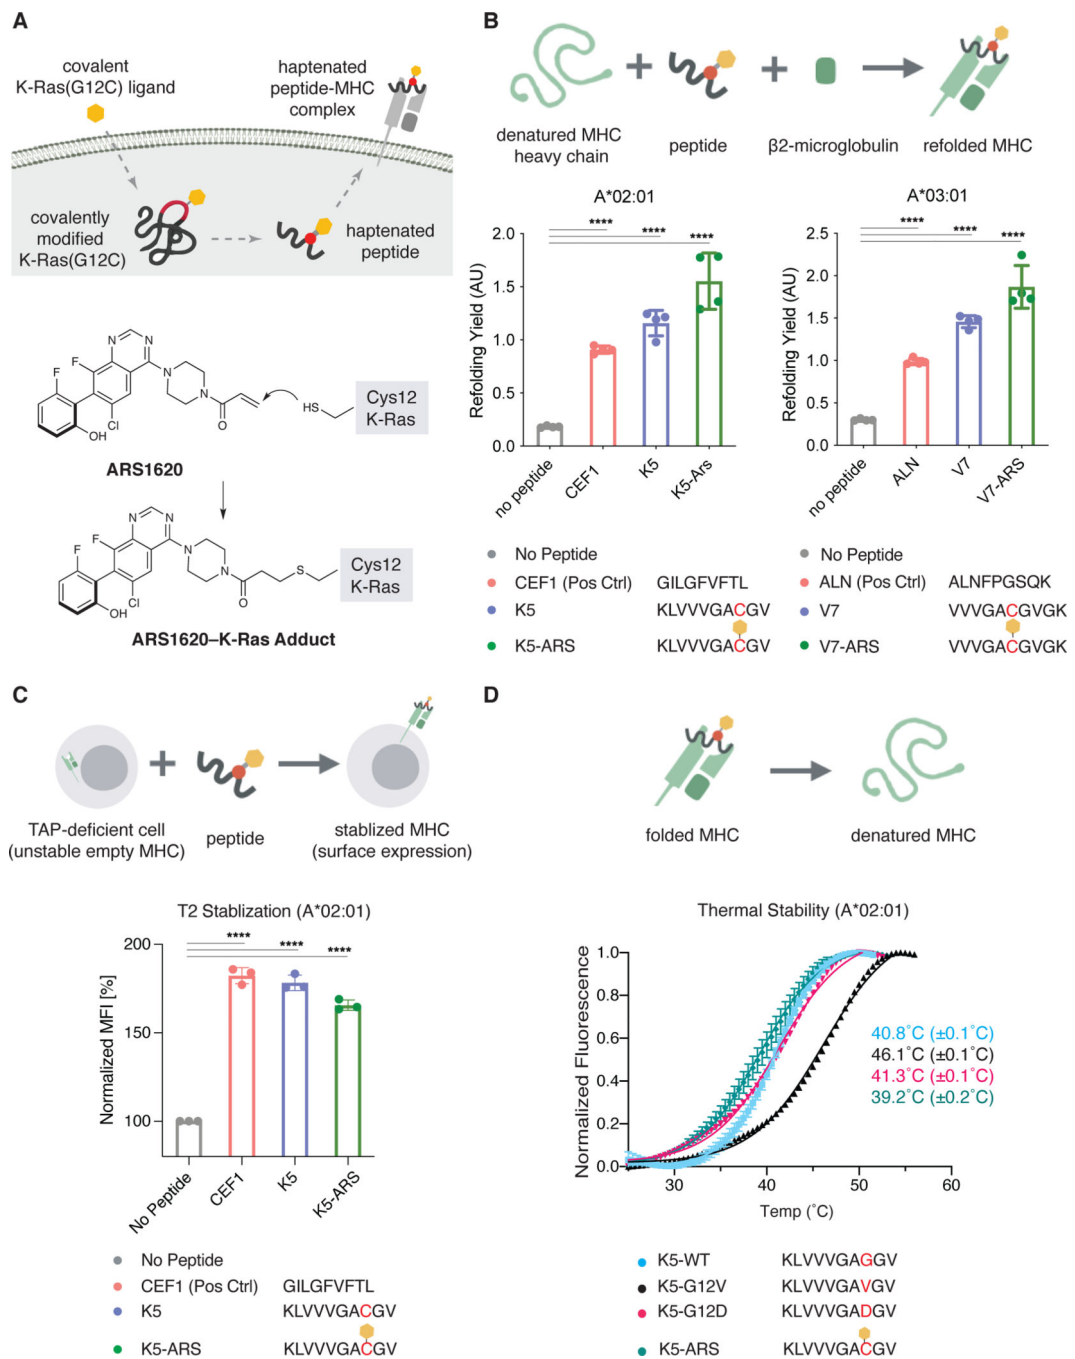 A
covalent
K-Ras(G12C) ligand
haptenated
peptide-MHC
complex
covalently
modified
K-Ras(G12C)
haptenated
peptide
N
N
F
F
N
N
O
OH
Cl
HS
Cys12
K-Ras
ARS1620
N
N
F
F
N
N
O
S
OH
Cl
Cys12
K-Ras
ARS1620–K-Ras Adduct
B
denatured MHC
heavy chain
peptide
β2-microglobulin
refolded MHC
A*02:01
Refolding Yield (AU)
2.0
1.5
1.0
0.5
0.0
****
****
****
no peptide
CEF1
K5
K5-Ars
No Peptide
CEF1 (Pos Ctrl) GILGFVFTL
K5 KLVVVGACGV
K5-ARS KLVVVGACGV
A*03:01
Refolding Yield (AU)
2.5
2.0
1.5
1.0
0.5
0.0
****
****
****
no peptide
ALN
V7
V7-ARS
No Peptide
ALN (Pos Ctrl) ALNFPGSQK
V7 VVVGACGVGK
V7-ARS VVVGACGVGK
C
TAP-deficient cell
(unstable empty MHC)
peptide
stablized MHC
(surface expression)
T2 Stablization (A*02:01)
Normalized MFI [%]
200
150
100
****
****
****
No Peptide
CEF1
K5
K5-ARS
No Peptide
CEF1 (Pos Ctrl) GILGFVFTL
K5 KLVVVGACGV
K5-ARS KLVVVGACGV
D
folded MHC
denatured MHC
Thermal Stability (A*02:01)
Normalized Fluorescence
1.0
0.8
0.6
0.4
0.2
0.0
40.8°C (±0.1°C)
46.1°C (±0.1°C)
41.3°C (±0.1°C)
39.2°C (±0.2°C)
30
40
50
60
Temp (°C)
K5-WT KLVVVGAGGV
K5-G12V KLVVVGAVGV
K5-G12D KLVVVGADGV
K5-ARS KLVVVGACGV